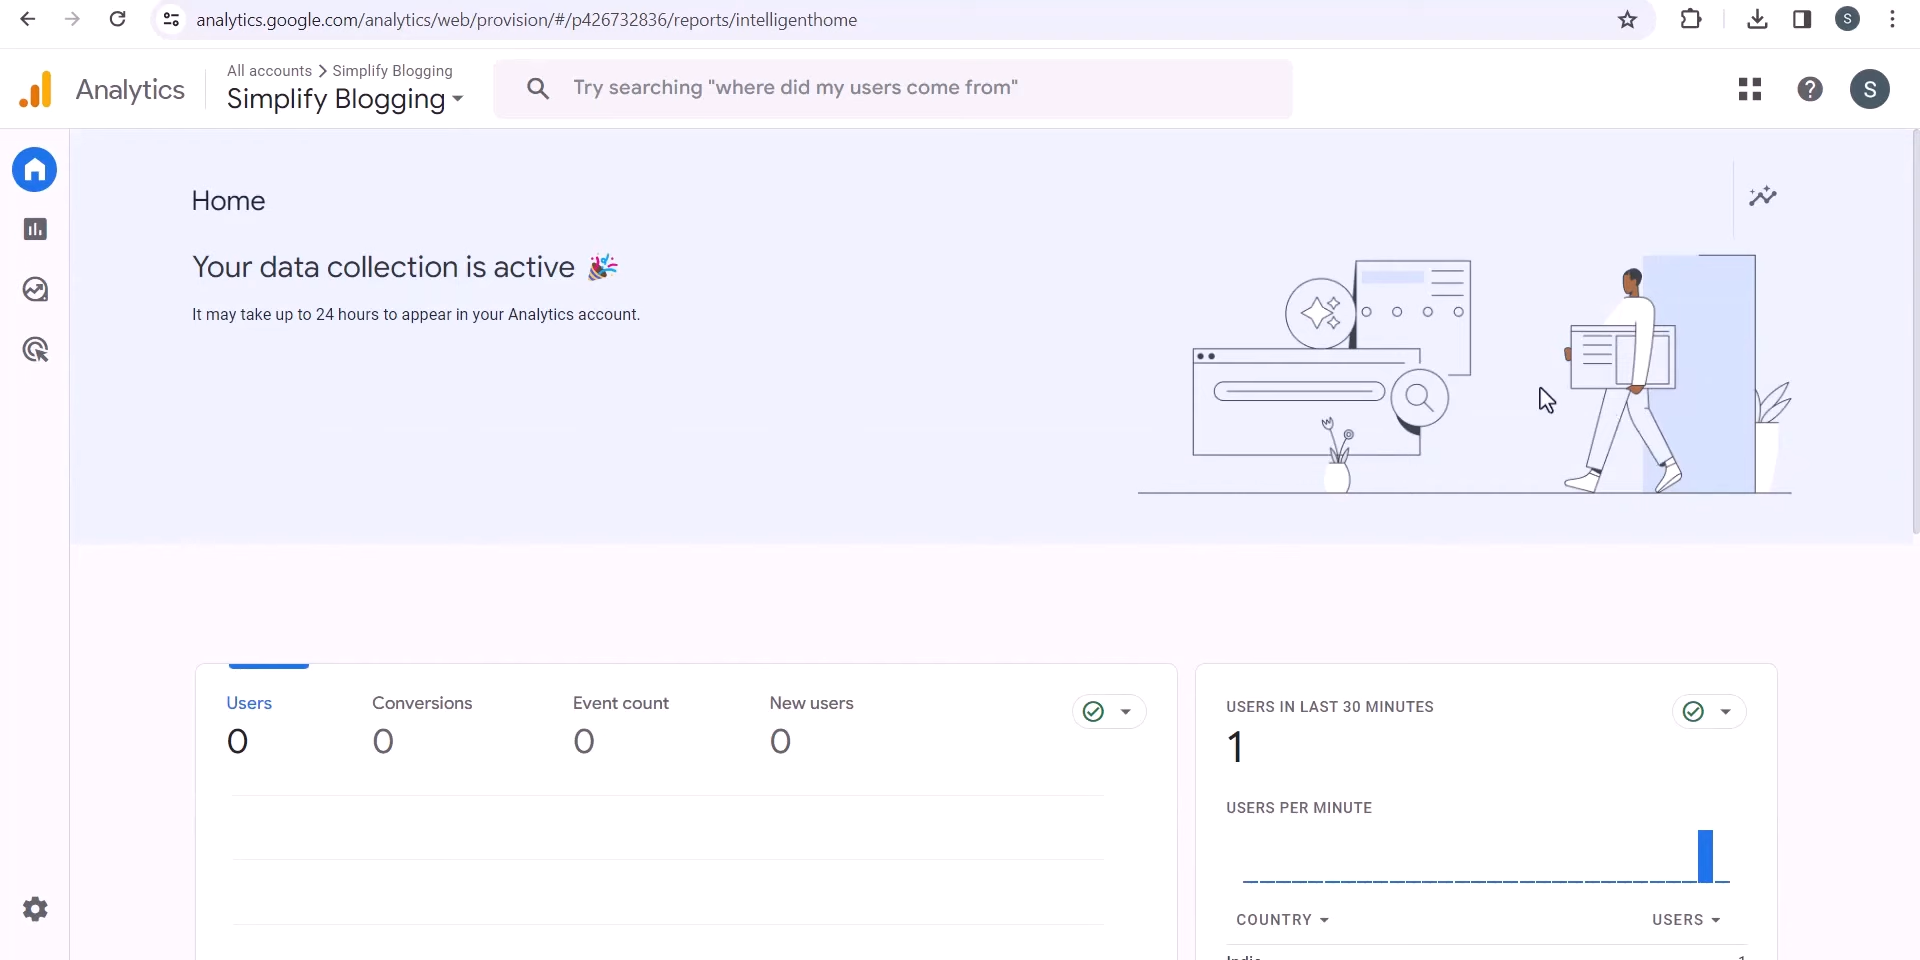 analytics.google.com/analytics/web/provision/#/p426732836/reports/intelligenthome
S
Analytics
All accounts > Simplify Blogging
Simplify Blogging
Try searching "where did my users come from"
S
Home
Your data collection is active
It may take up to 24 hours to appear in your Analytics account.
Users
0
Conversions
0
Event count
0
New users
0
USERS IN LAST 30 MINUTES
1
USERS PER MINUTE
COUNTRY
USERS